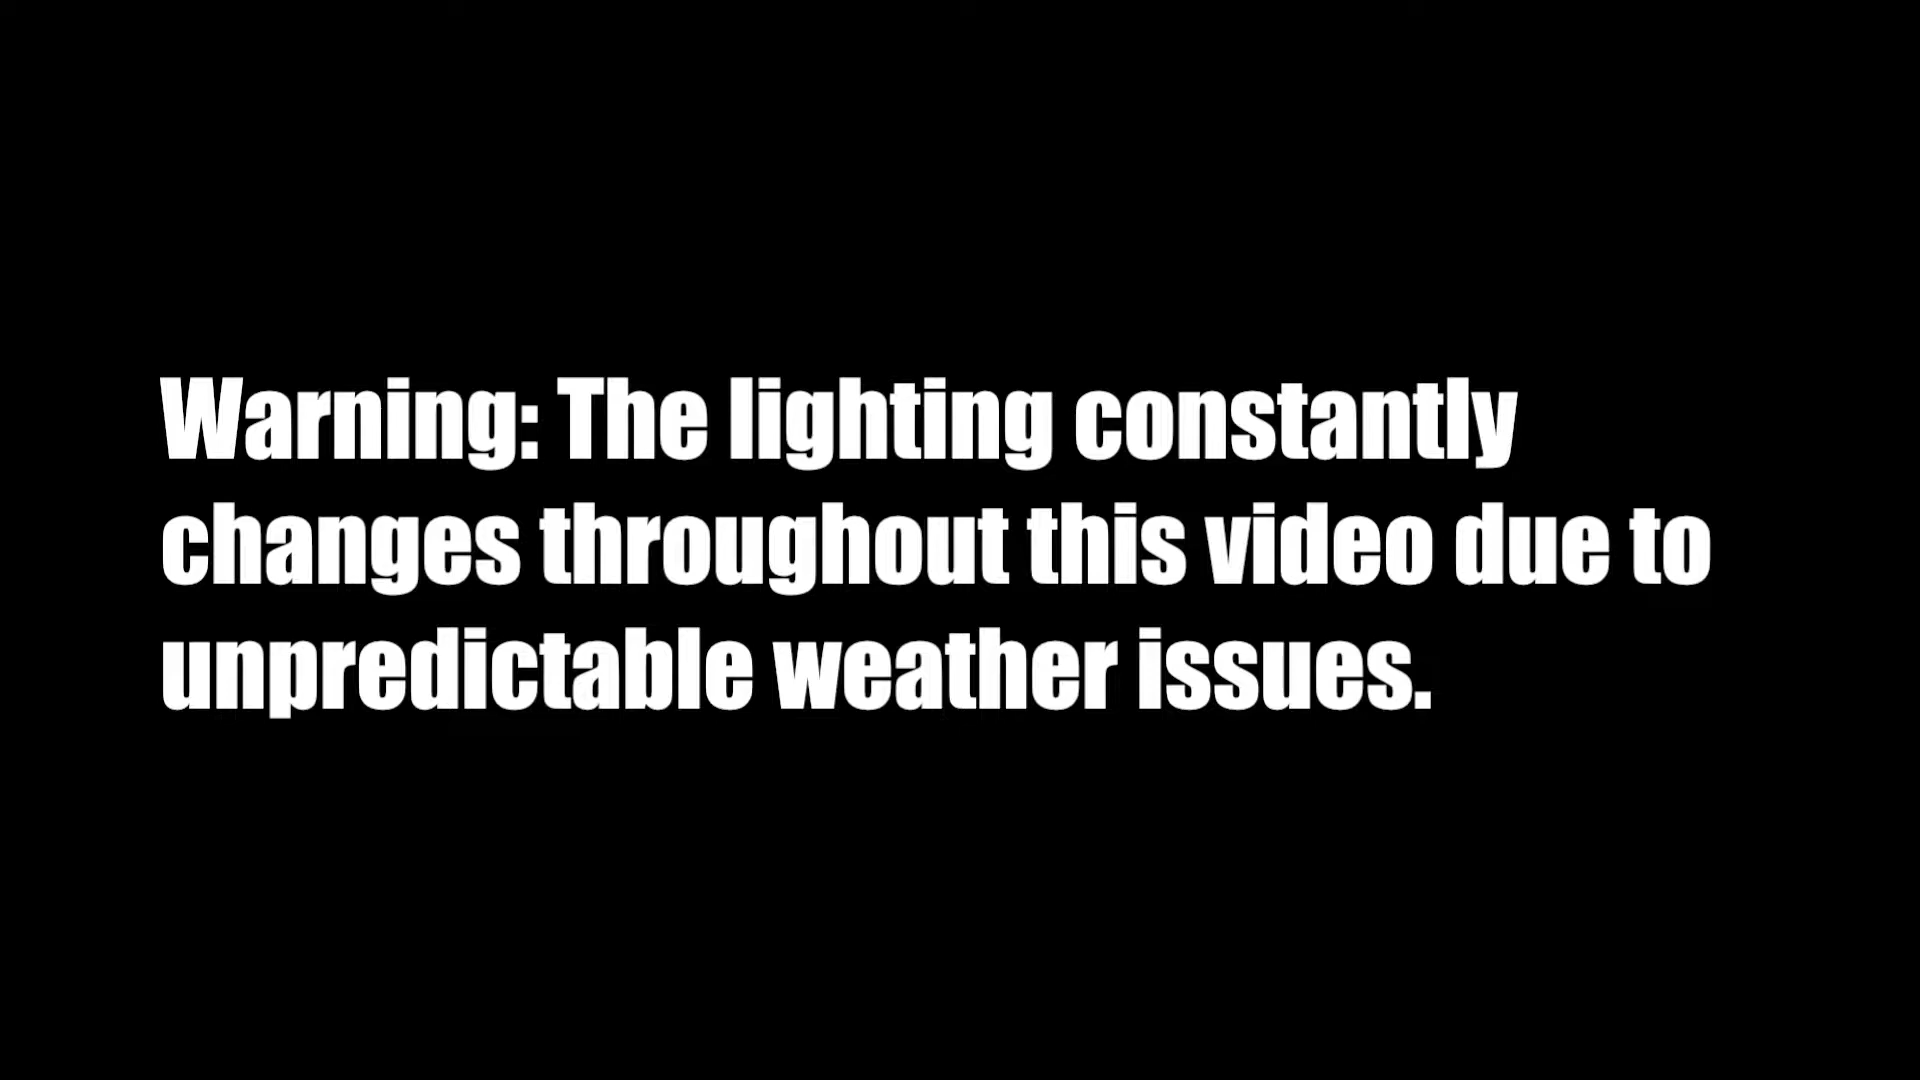 Warning: The lighting constantly
changes throughout this video due to
unpredictable weather issues.